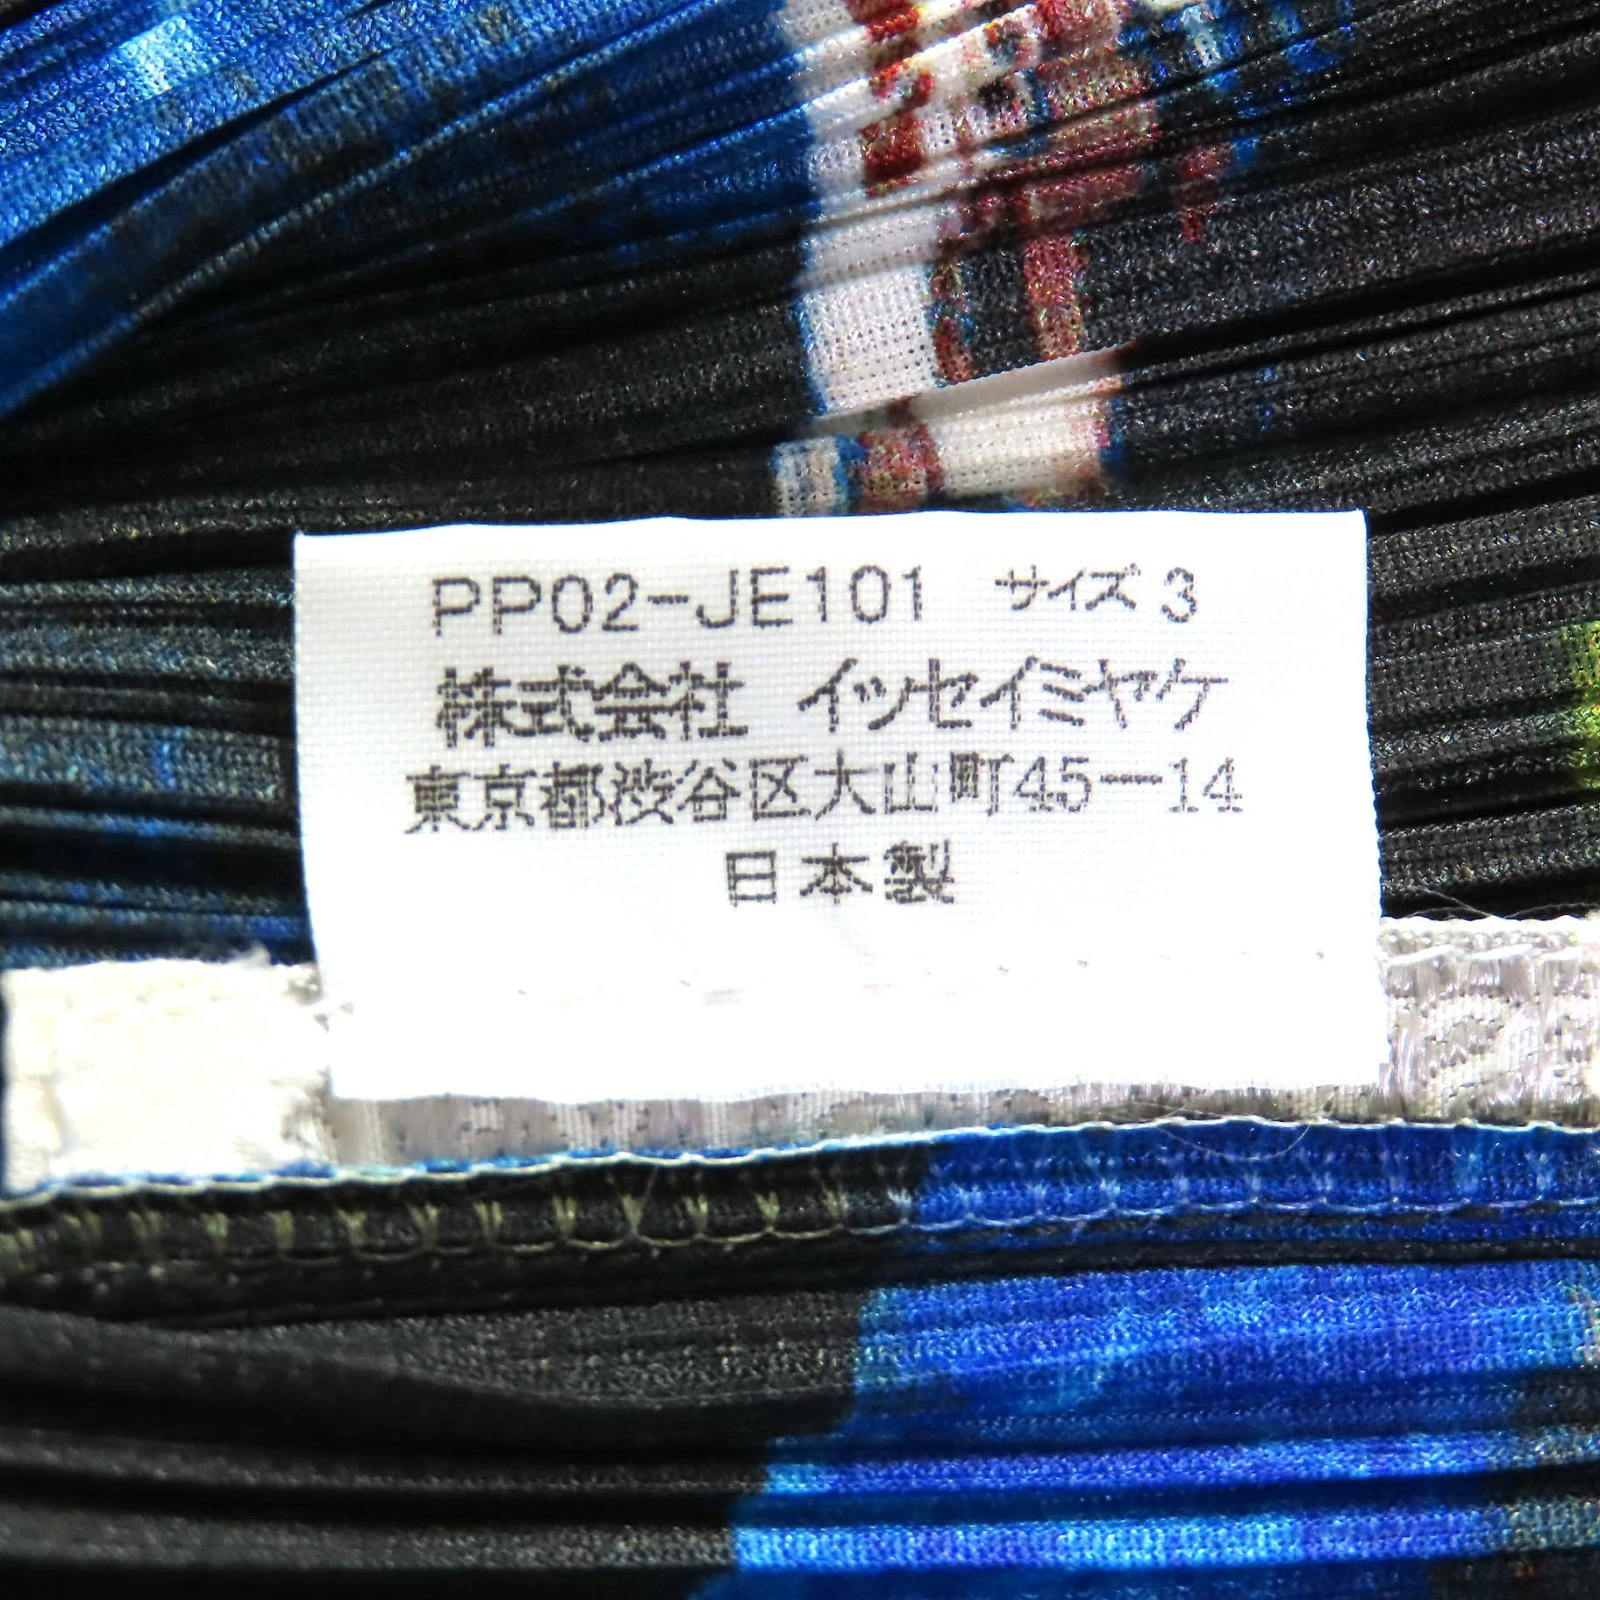 PP02-JE101 サイズ 3
株式会社 イッセイミヤケ
東京都渋谷区大山町45ー14
日本製